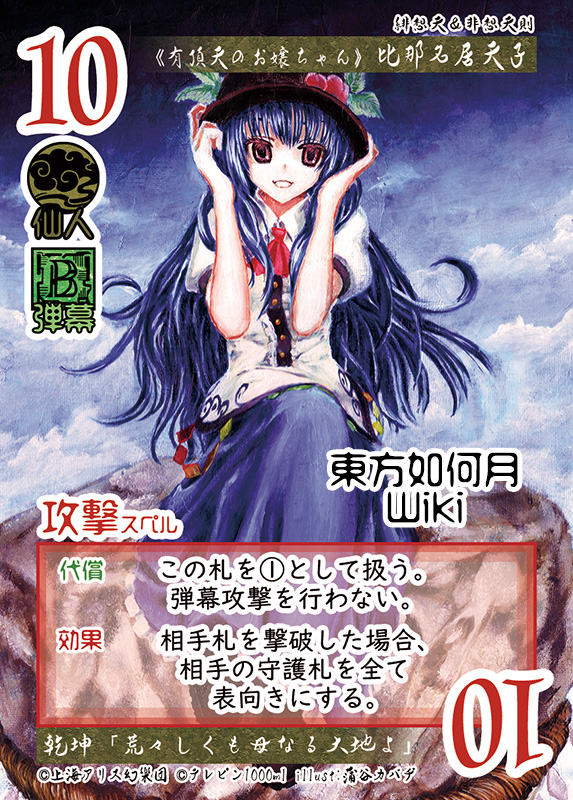 緋想天&非想天則
10
《有頂天のお嬢ちゃん》 比那名居天子
仙人
B
弾幕
東方如何月
Wiki
攻撃スペル
代償 この札を①として扱う。
弾幕攻撃を行わない。
効果 相手札を撃破した場合、
相手の守護札を全て
表向きにする。
10
乾坤「荒々しくも母なる大地よ」
©上海アリス幻樂団 ©テレピン1000ml illust:蒲谷カバヂ